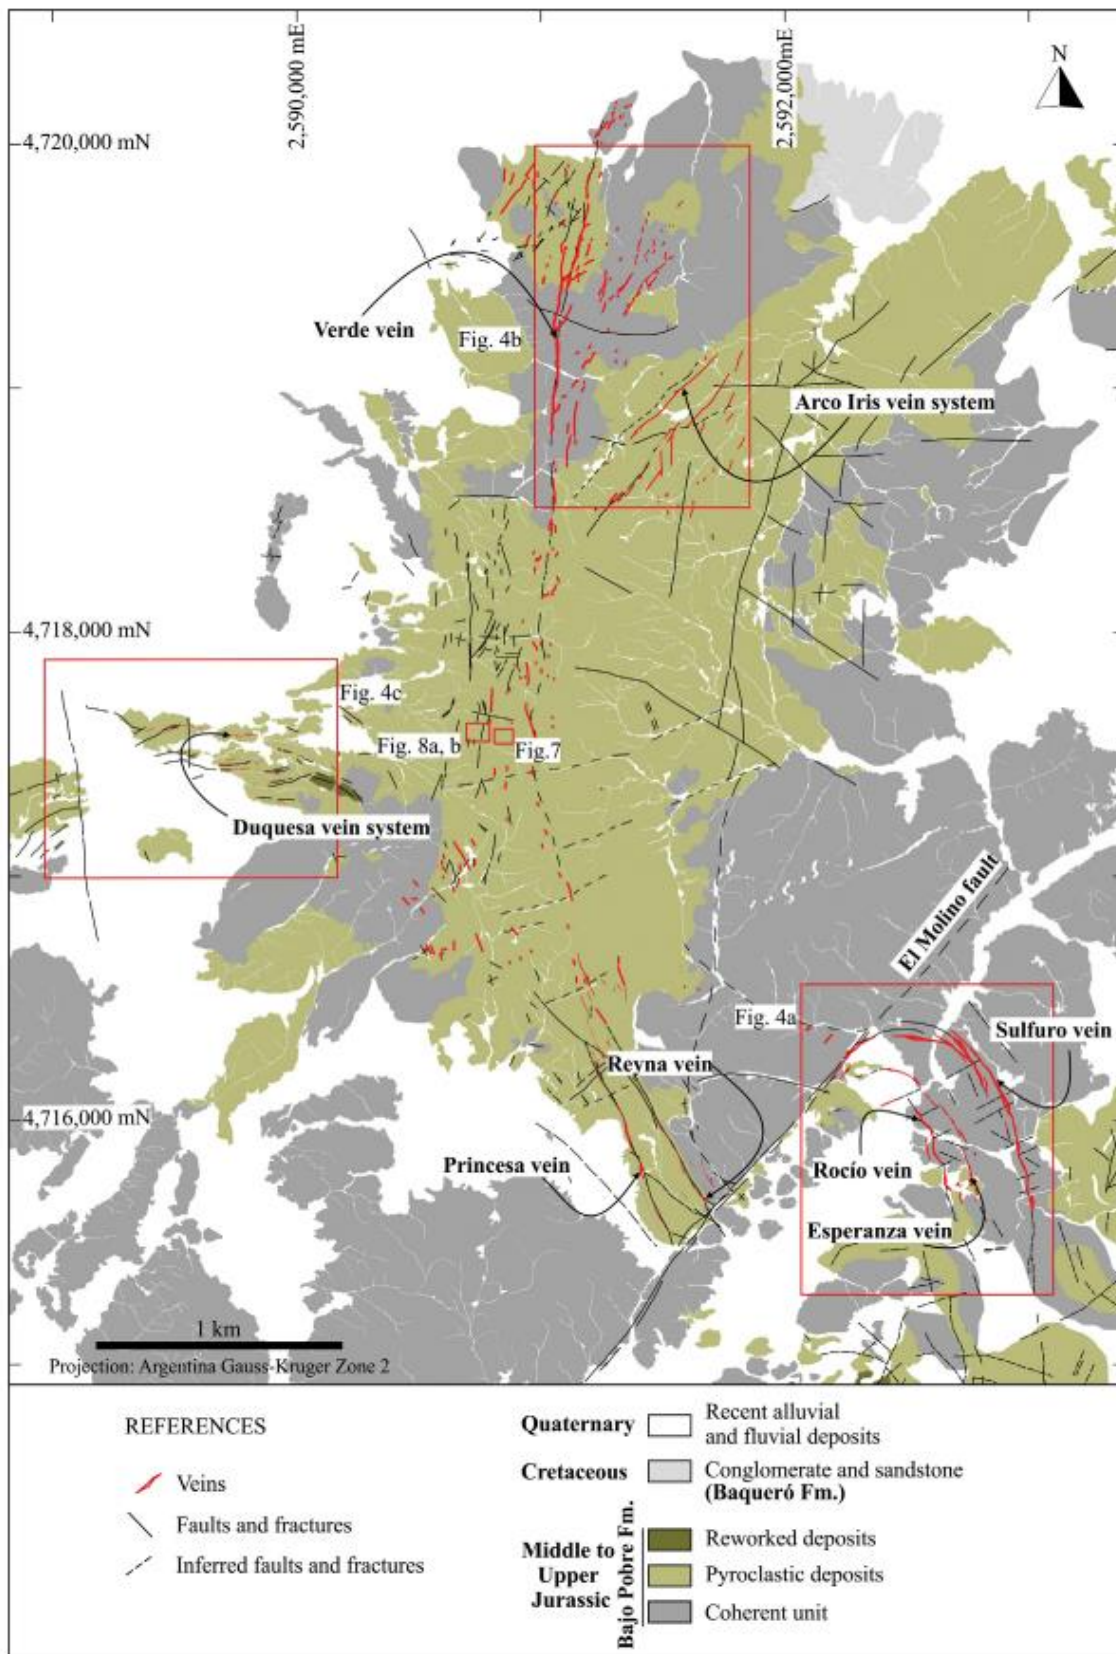 2,590,000 mE
2,592,000mE
N
4,720,000 mN
Verde vein
Fig. 4b
Arco Iris vein system
4,718,000 mN
Fig. 4c
Fig. 8a, b
Fig.7
Duquesa vein system
El Molino fault
Fig. 4a
Sulfuro vein
Reyna vein
4,716,000 mN
Princesa vein
Rocío vein
Esperanza vein
1 km
Projection: Argentina Gauss-Kruger Zone 2
REFERENCES
Veins
Faults and fractures
Inferred faults and fractures
Quaternary
Recent alluvial
and fluvial deposits
Cretaceous
Conglomerate and sandstone
(Baqueró Fm.)
Middle to
Upper
Jurassic
Bajo Pobre Fm.
Reworked deposits
Pyroclastic deposits
Coherent unit